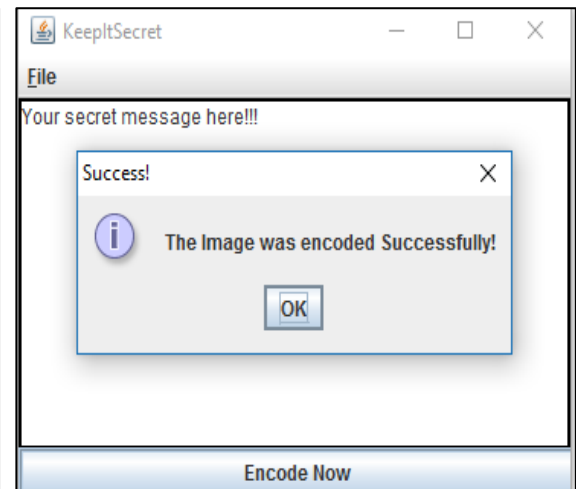 KeepItSecret
File
Your secret message here!!!
Success!
The Image was encoded Successfully!
OK
Encode Now